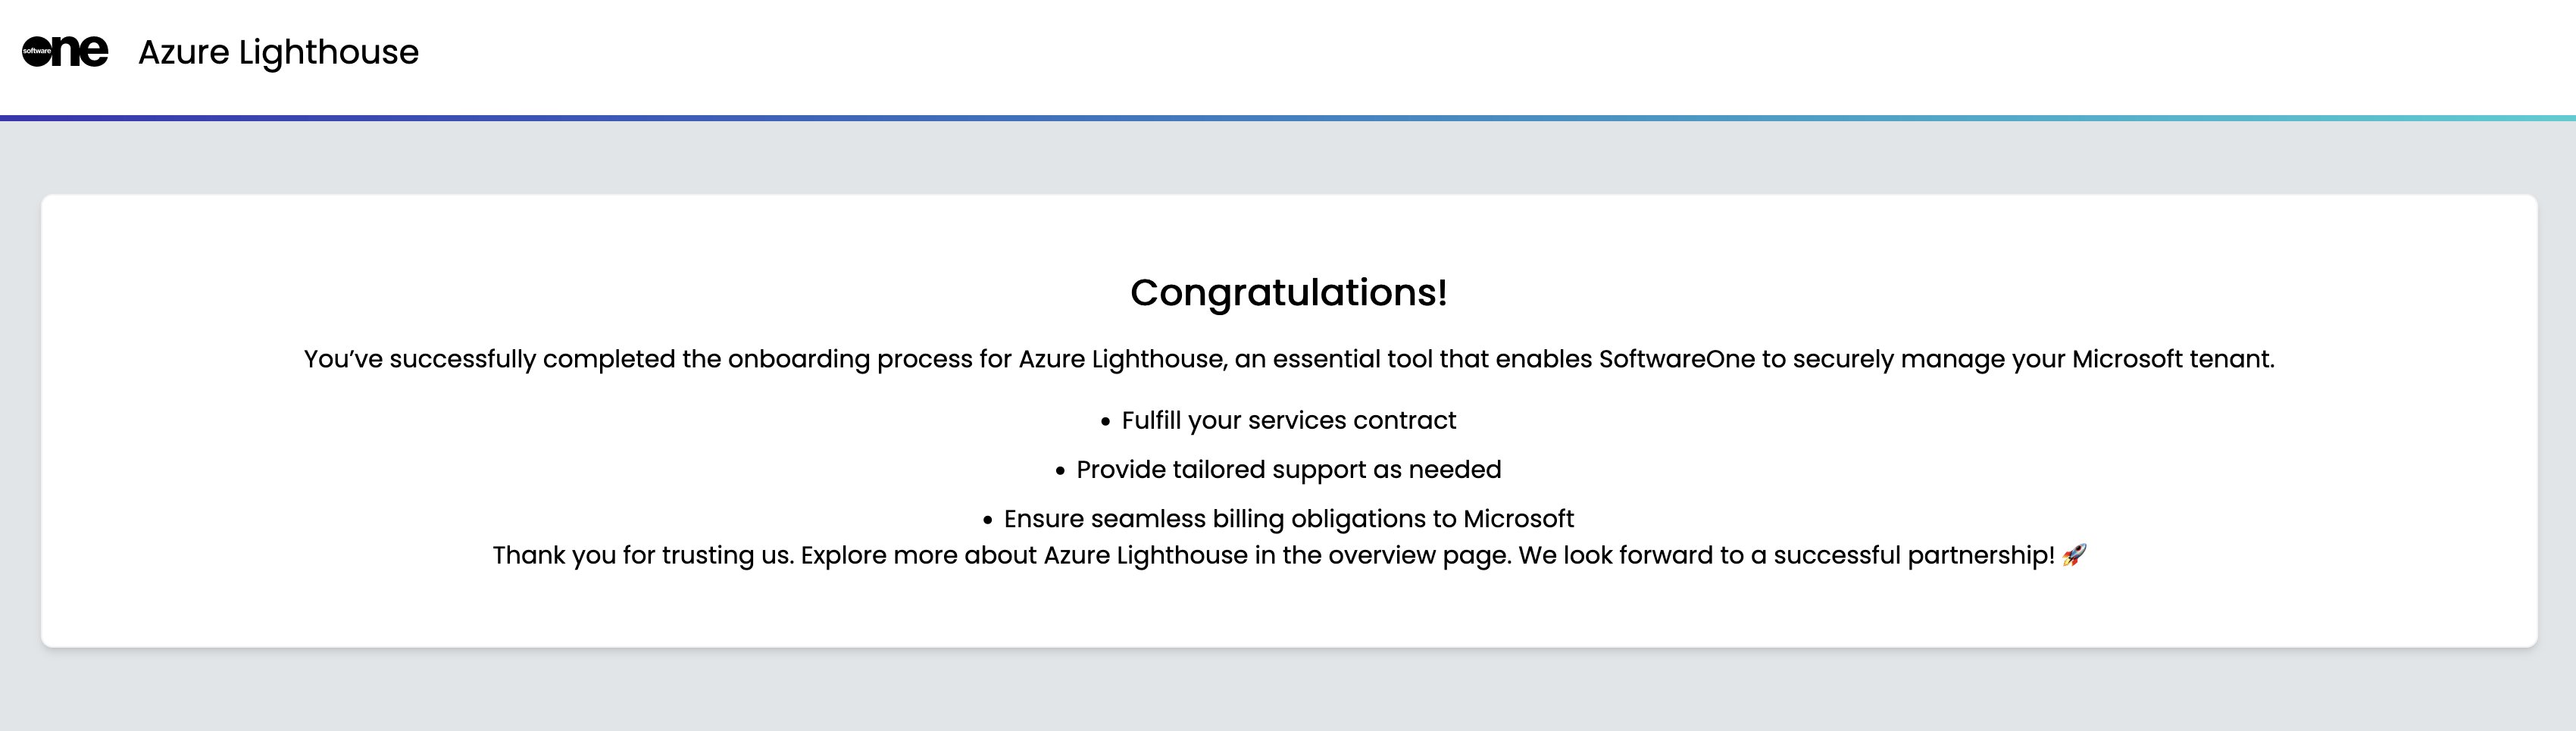 software
one Azure Lighthouse
Congratulations!
You’ve successfully completed the onboarding process for Azure Lighthouse, an essential tool that enables SoftwareOne to securely manage your Microsoft tenant.
• Fulfill your services contract
• Provide tailored support as needed
• Ensure seamless billing obligations to Microsoft
Thank you for trusting us. Explore more about Azure Lighthouse in the overview page. We look forward to a successful partnership! 🚀